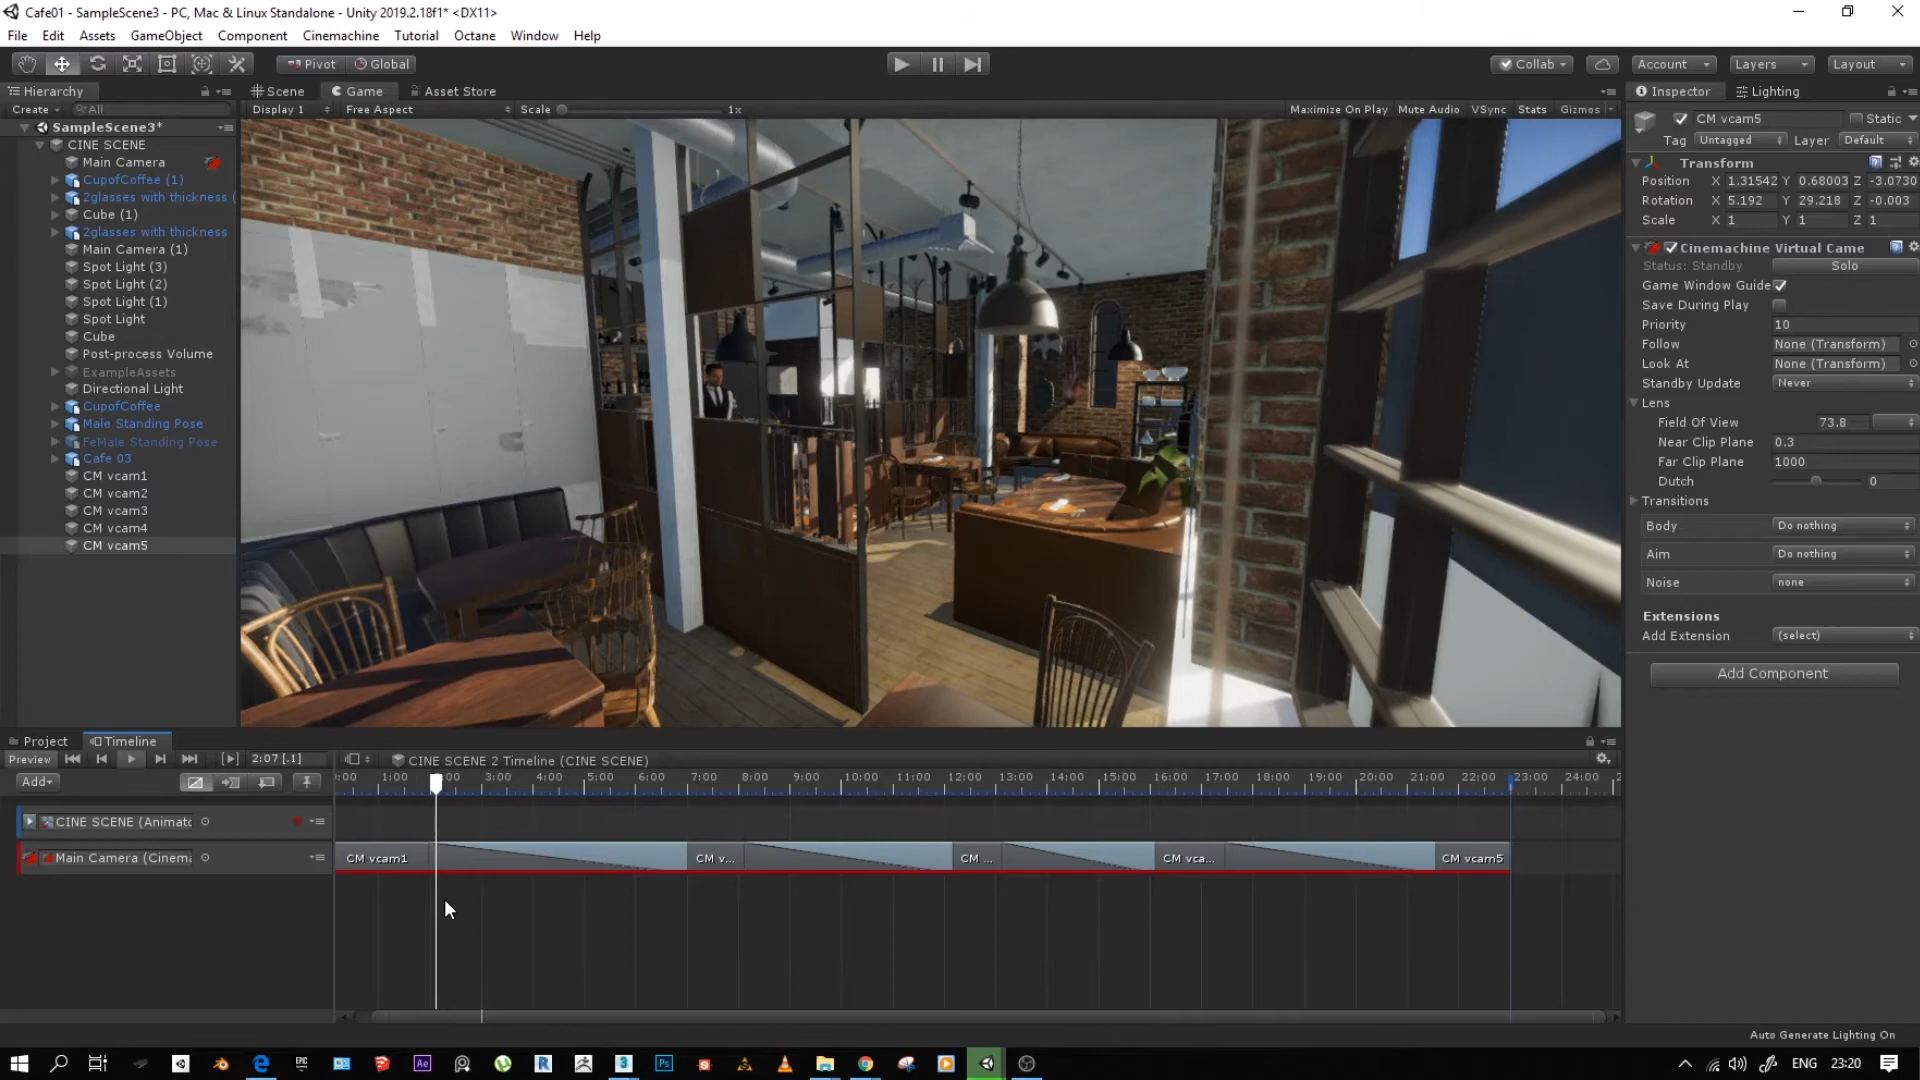 Cafe01 - SampleScene3 - PC, Mac & Linux Standalone - Unity 2019.2.18f1* <DX11>
File Edit Assets GameObject Component Cinemachine Tutorial Octane Window Help
Pivot Global Collab Account Layers Layout
Hierarchy
Create All
SampleScene3*
CINE SCENE
Main Camera
CupofCoffee (1)
2glasses with thickness (
Cube (1)
2glasses with thickness
Main Camera (1)
Spot Light (3)
Spot Light (2)
Spot Light (1)
Spot Light
Cube
Post-process Volume
ExampleAssets
Directional Light
CupofCoffee
Male Standing Pose
FeMale Standing Pose
Cafe 03
CM vcam1
CM vcam2
CM vcam3
CM vcam4
CM vcam5
Scene Game Asset Store
Display 1 Free Aspect Scale 1x Maximize On Play Mute Audio VSync Stats Gizmos
Inspector Lighting
CM vcam5 Static
Tag Untagged Layer Default
Transform
Position X 1.31542 Y 0.68003 Z -3.0730
Rotation X 5.192 Y 29.218 Z -0.003
Scale X 1 Y 1 Z 1
Cinemachine Virtual Came
Status: Standby Solo
Game Window Guide
Save During Play
Priority 10
Follow None (Transform)
Look At None (Transform)
Standby Update Never
Lens
Field Of View 73.8
Near Clip Plane 0.3
Far Clip Plane 1000
Dutch 0
Transitions
Body Do nothing
Aim Do nothing
Noise none
Extensions
Add Extension (select)
Add Component
Project Timeline
Preview 2:07 [.1] CINE SCENE 2 Timeline (CINE SCENE)
Add
0:00 1:00 2:00 3:00 4:00 5:00 6:00 7:00 8:00 9:00 10:00 11:00 12:00 13:00 14:00 15:00 16:00 17:00 18:00 19:00 20:00 21:00 22:00 23:00 24:00
CINE SCENE (Animato
Main Camera (Cinema
CM vcam1 CM v... CM ... CM vca... CM vcam5
Auto Generate Lighting On
EPIC Ae R 3 Ps ENG 23:20